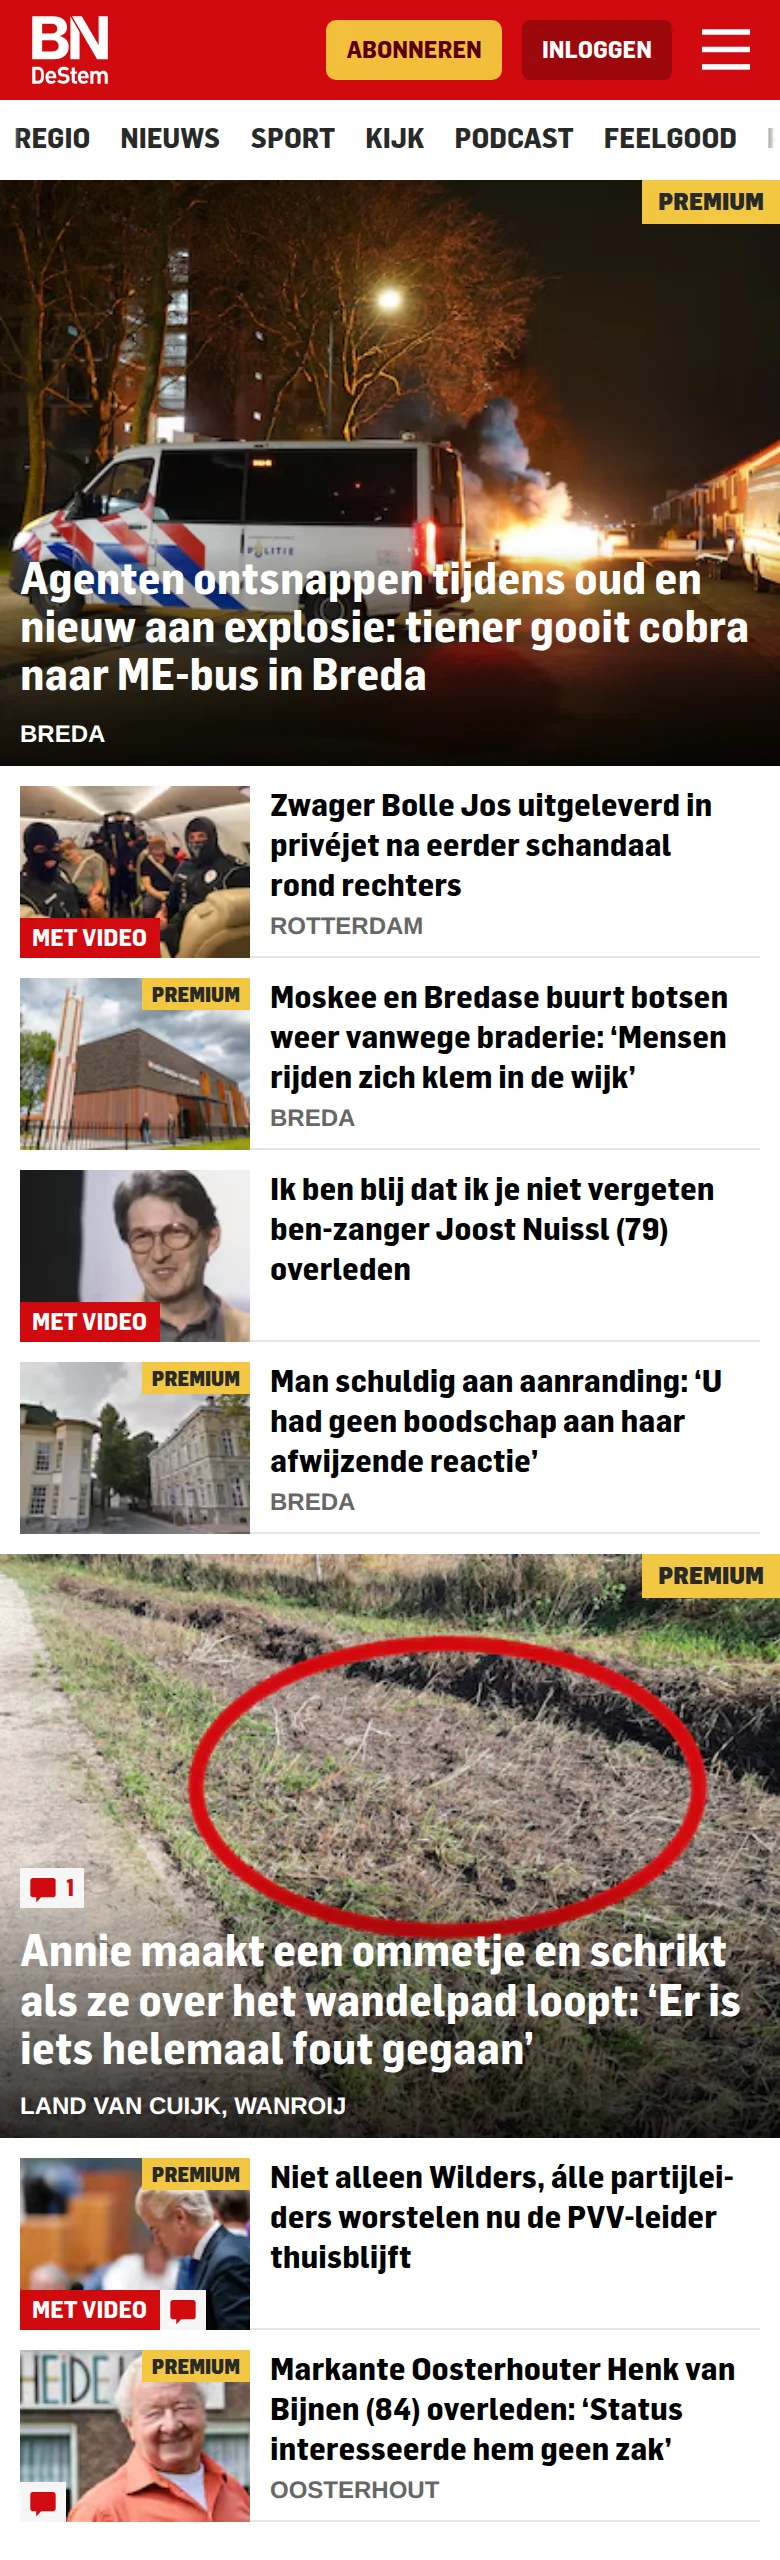 BN
DeStem
ABONNEREN
INLOGGEN
REGIO NIEUWS SPORT KIJK PODCAST FEELGOOD
PREMIUM
POLITIE
Agenten ontsnappen tijdens oud en
nieuw aan explosie: tiener gooit cobra
naar ME-bus in Breda
BREDA
MET VIDEO
Zwager Bolle Jos uitgeleverd in
privéjet na eerder schandaal
rond rechters
ROTTERDAM
PREMIUM
Moskee en Bredase buurt botsen
weer vanwege braderie: ‘Mensen
rijden zich klem in de wijk’
BREDA
MET VIDEO
Ik ben blij dat ik je niet vergeten
ben-zanger Joost Nuissl (79)
overleden
PREMIUM
Man schuldig aan aanranding: ‘U
had geen boodschap aan haar
afwijzende reactie’
BREDA
PREMIUM
1
Annie maakt een ommetje en schrikt
als ze over het wandelpad loopt: ‘Er is
iets helemaal fout gegaan’
LAND VAN CUIJK, WANROIJ
PREMIUM
MET VIDEO
Niet alleen Wilders, álle partijlei-
ders worstelen nu de PVV-leider
thuisblijft
HEIDE
PREMIUM
Markante Oosterhouter Henk van
Bijnen (84) overleden: ‘Status
interesseerde hem geen zak’
OOSTERHOUT